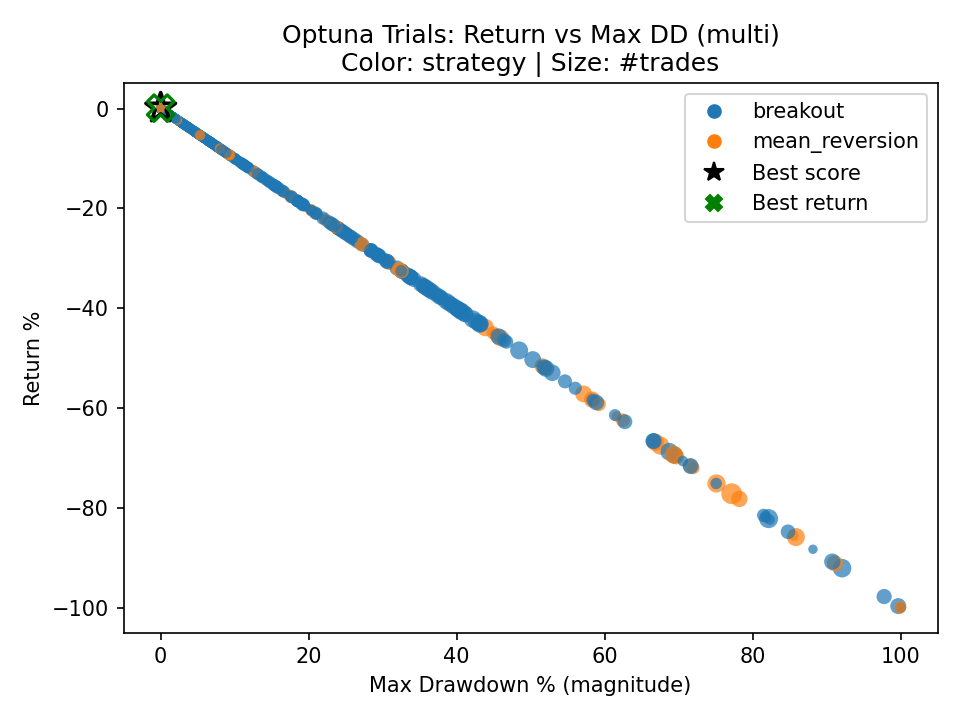 Optuna Trials: Return vs Max DD (multi)
Color: strategy | Size: #trades
breakout
mean_reversion
Best score
Best return
0
−20
−40
−60
−80
−100
Return %
0
20
40
60
80
100
Max Drawdown % (magnitude)